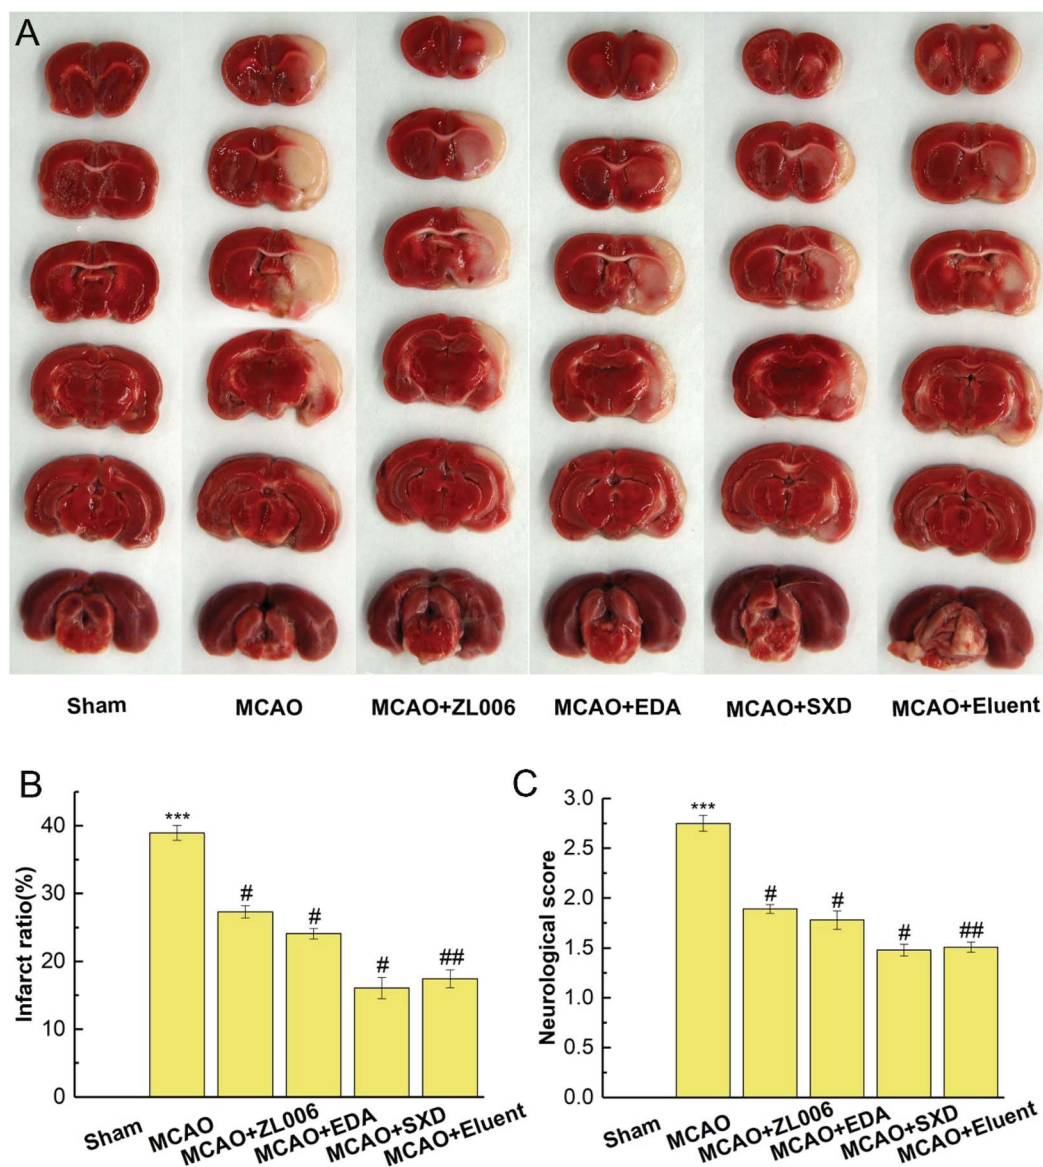 A
Sham MCAO MCAO+ZL006 MCAO+EDA MCAO+SXD MCAO+Eluent
B
Infarct ratio(%)
40
30
20
10
0
***
#
#
#
##
Sham
MCAO
MCAO+ZL006
MCAO+EDA
MCAO+SXD
MCAO+Eluent
C
Neurological score
3.0
2.5
2.0
1.5
1.0
0.5
0.0
***
#
#
#
##
Sham
MCAO
MCAO+ZL006
MCAO+EDA
MCAO+SXD
MCAO+Eluent